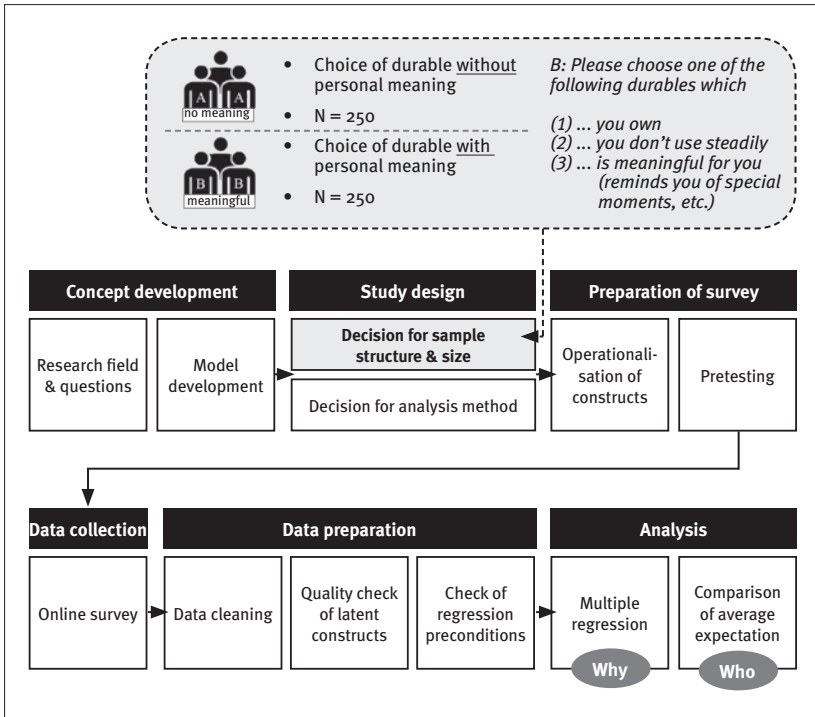 A A
no meaning
• Choice of durable without
personal meaning
• N = 250
B B
meaningful
• Choice of durable with
personal meaning
• N = 250
B: Please choose one of the
following durables which
(1) ... you own
(2) ... you don't use steadily
(3) ... is meaningful for you
(reminds you of special
moments, etc.)
Concept development
Research field
& questions
Model
development
Study design
Decision for sample
structure & size
Decision for analysis method
Preparation of survey
Operationali-
sation of
constructs
Pretesting
Data collection
Online survey
Data preparation
Data cleaning
Quality check
of latent
constructs
Check of
regression
preconditions
Analysis
Multiple
regression
Why
Comparison
of average
expectation
Who